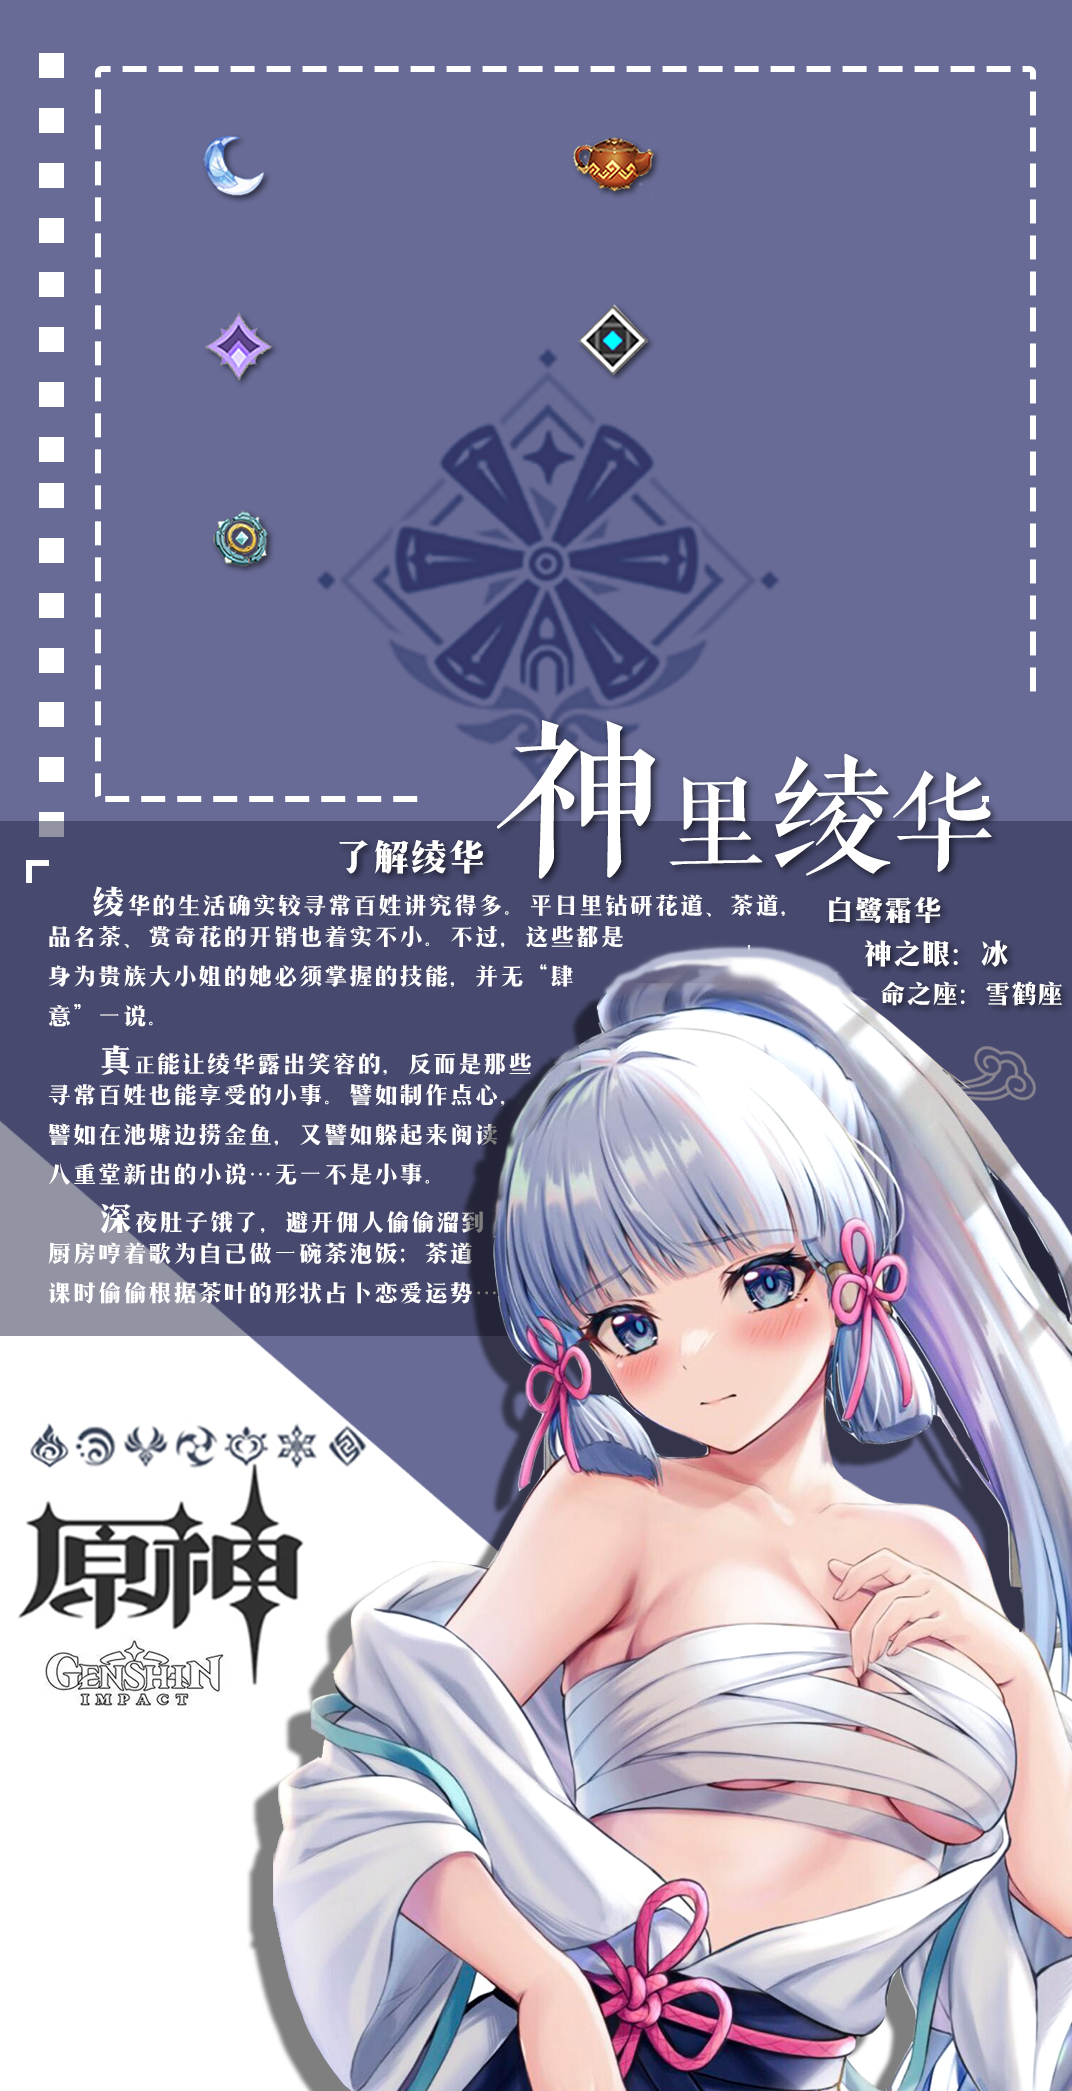 神里绫华
了解绫华
绫华的生活确实较寻常百姓讲究得多。平日里钻研花道、茶道，
品名茶、赏奇花的开销也着实不小。不过，这些都是
身为贵族大小姐的她必须掌握的技能，并无“肆
意”一说。
真正能让绫华露出笑容的，反而是那些
寻常百姓也能享受的小事。譬如制作点心，
譬如在池塘边捞金鱼，又譬如躲起来阅读
八重堂新出的小说…无一不是小事。
深夜肚子饿了，避开佣人偷偷溜到
厨房哼着歌为自己做一碗茶泡饭；茶道
课时偷偷根据茶叶的形状占卜恋爱运势…
白鹭霜华
神之眼：冰
命之座：雪鹤座
原神
GENSHIN
IMPACT